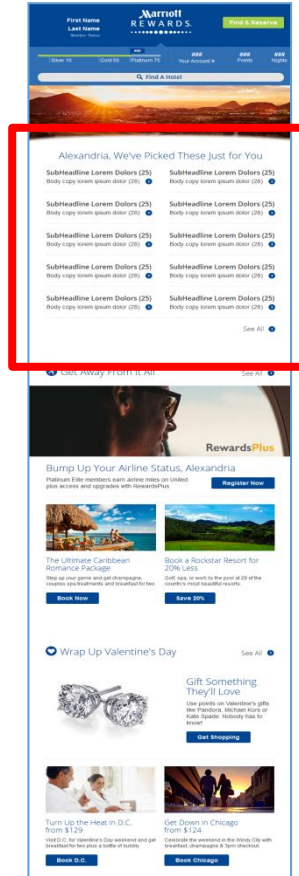 First Name
Last Name
Member Status
Marriott
REWARDS.
Find & Reserve
###
Silver 10
Gold 50
Platinum 75
###
Your Account
###
Points
###
Nights
Find A Hotel
Alexandria, We've Picked These Just for You
SubHeadline Lorem Dolors (25)
Body copy lorem ipsum dolor (26)
SubHeadline Lorem Dolors (25)
Body copy lorem ipsum dolor (26)
SubHeadline Lorem Dolors (25)
Body copy lorem ipsum dolor (26)
SubHeadline Lorem Dolors (25)
Body copy lorem ipsum dolor (26)
SubHeadline Lorem Dolors (25)
Body copy lorem ipsum dolor (26)
SubHeadline Lorem Dolors (25)
Body copy lorem ipsum dolor (26)
SubHeadline Lorem Dolors (25)
Body copy lorem ipsum dolor (26)
SubHeadline Lorem Dolors (25)
Body copy lorem ipsum dolor (26)
SubHeadline Lorem Dolors (25)
Body copy lorem ipsum dolor (26)
SubHeadline Lorem Dolors (25)
Body copy lorem ipsum dolor (26)
See All
Get Away From It All
See All
RewardsPlus
Bump Up Your Airline Status, Alexandria
Platinum Elite members earn airline miles on United
plus access and upgrades with RewardsPlus.
Register Now
The Ultimate Caribbean
Romance Package
Step up your game and get champagne,
couples spa treatments and breakfast for two.
Book Now
Book a Rockstar Resort for
20% Less
Golf, spa, or work to the pool at 29 of the
country's most beautiful resorts.
Save 20%
Wrap Up Valentine's Day
See All
Gift Something
They'll Love
Use points on Valentine's gifts
like Pandora, Michael Kors or
Kate Spade. Nobody has to
know!
Get Shopping
Turn Up the Heat in D.C.
from $129
Visit D.C. for Valentine's Day weekend and get
breakfast for two plus a bottle of bubbly.
Book D.C.
Get Down in Chicago
from $124
Celebrate the weekend in the Windy City with
breakfast, champagne & 2pm checkout.
Book Chicago